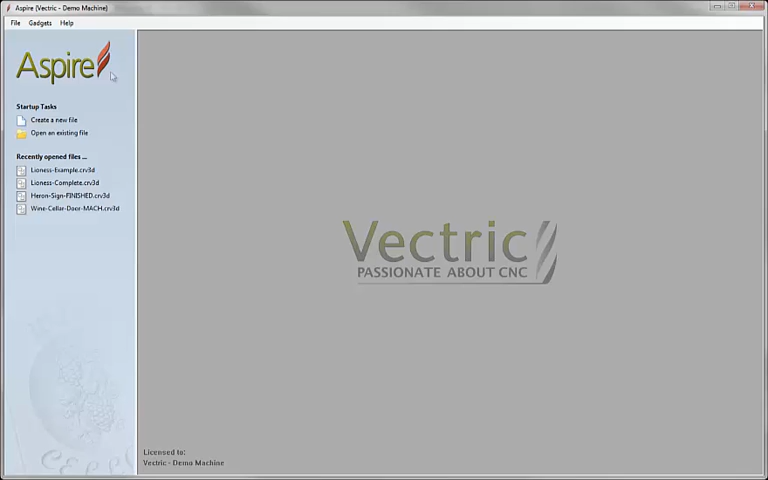 Aspire [Vectric - Demo Machine]
File Gadgets Help
Aspire
Startup Tasks
Create a new file
Open an existing file
Recently opened files ...
Lioness-Example.crv3d
Lioness-Complete.crv3d
Heron-Sign-FINISHED.crv3d
Wine-Cellar-Door-MACH.crv3d
Vectric
PASSIONATE ABOUT CNC
Licensed to:
Vectric - Demo Machine